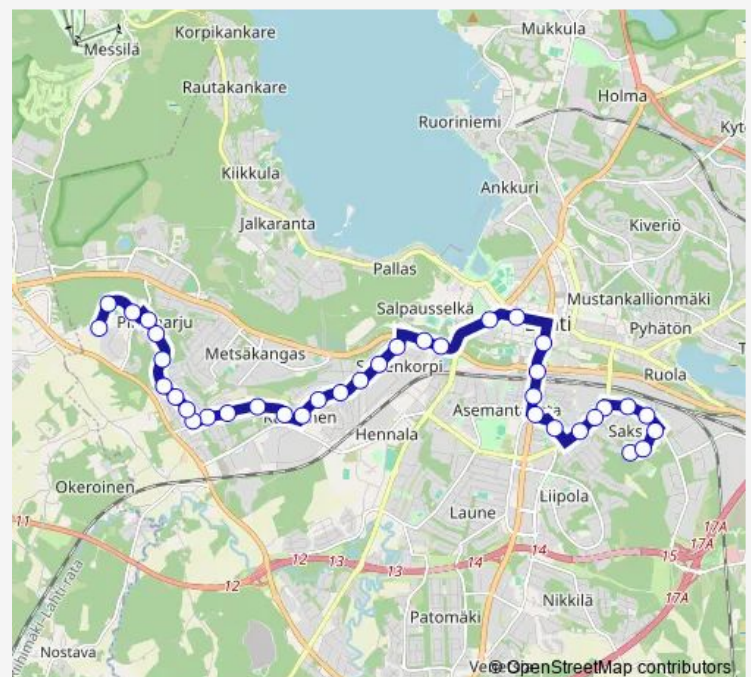 Messilä
Korpikankare
Mukkula
Rautakankare
Holma
Ruoriniemi
Kiikkula
Ankkuri
Jalkaranta
Kiveriö
Pallas
Salpausselkä
Mustankallionmäki
Pyhätön
Metsäkangas
Ruola
Hennala
Okeroinen
Liipola
Laune
11
12
12
13
13
14
14
15
17A
17A
17A
Nikkilä
Patomäki
Nostava
© OpenStreetMap contributors